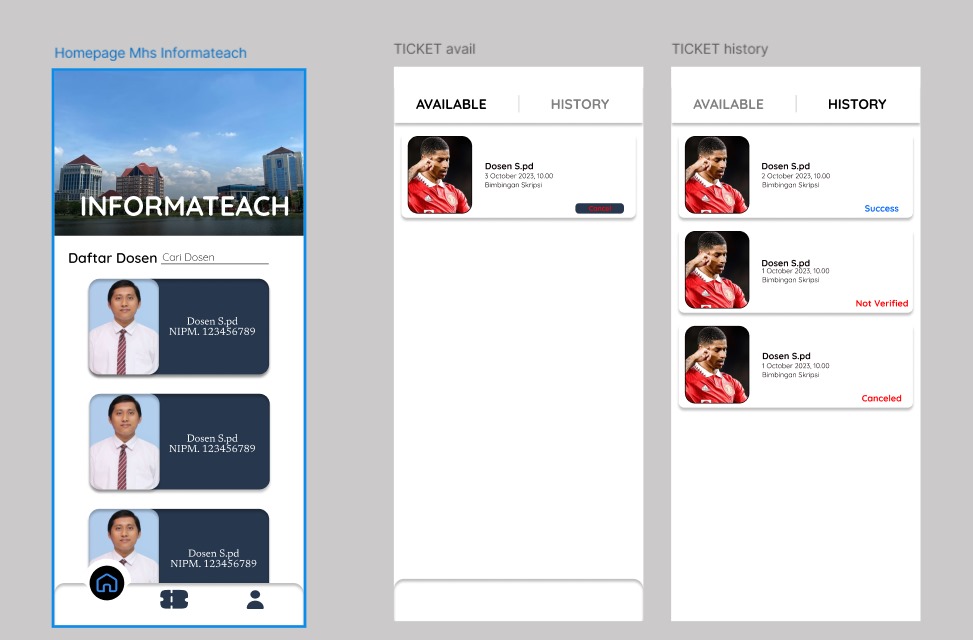 Homepage Mhs Informateach
INFORMATEACH
Daftar Dosen Cari Dosen
Dosen S.pd
NIPM. 123456789
Dosen S.pd
NIPM. 123456789
Dosen S.pd
NIPM. 123456789
TICKET avail
AVAILABLE HISTORY
Dosen S.pd
3 October 2023, 10.00
Bimbingan Skripsi
Cancel
TICKET history
AVAILABLE HISTORY
Dosen S.pd
2 October 2023, 10.00
Bimbingan Skripsi
Success
Dosen S.pd
1 October 2023, 10.00
Bimbingan Skripsi
Not Verified
Dosen S.pd
1 October 2023, 10.00
Bimbingan Skripsi
Canceled